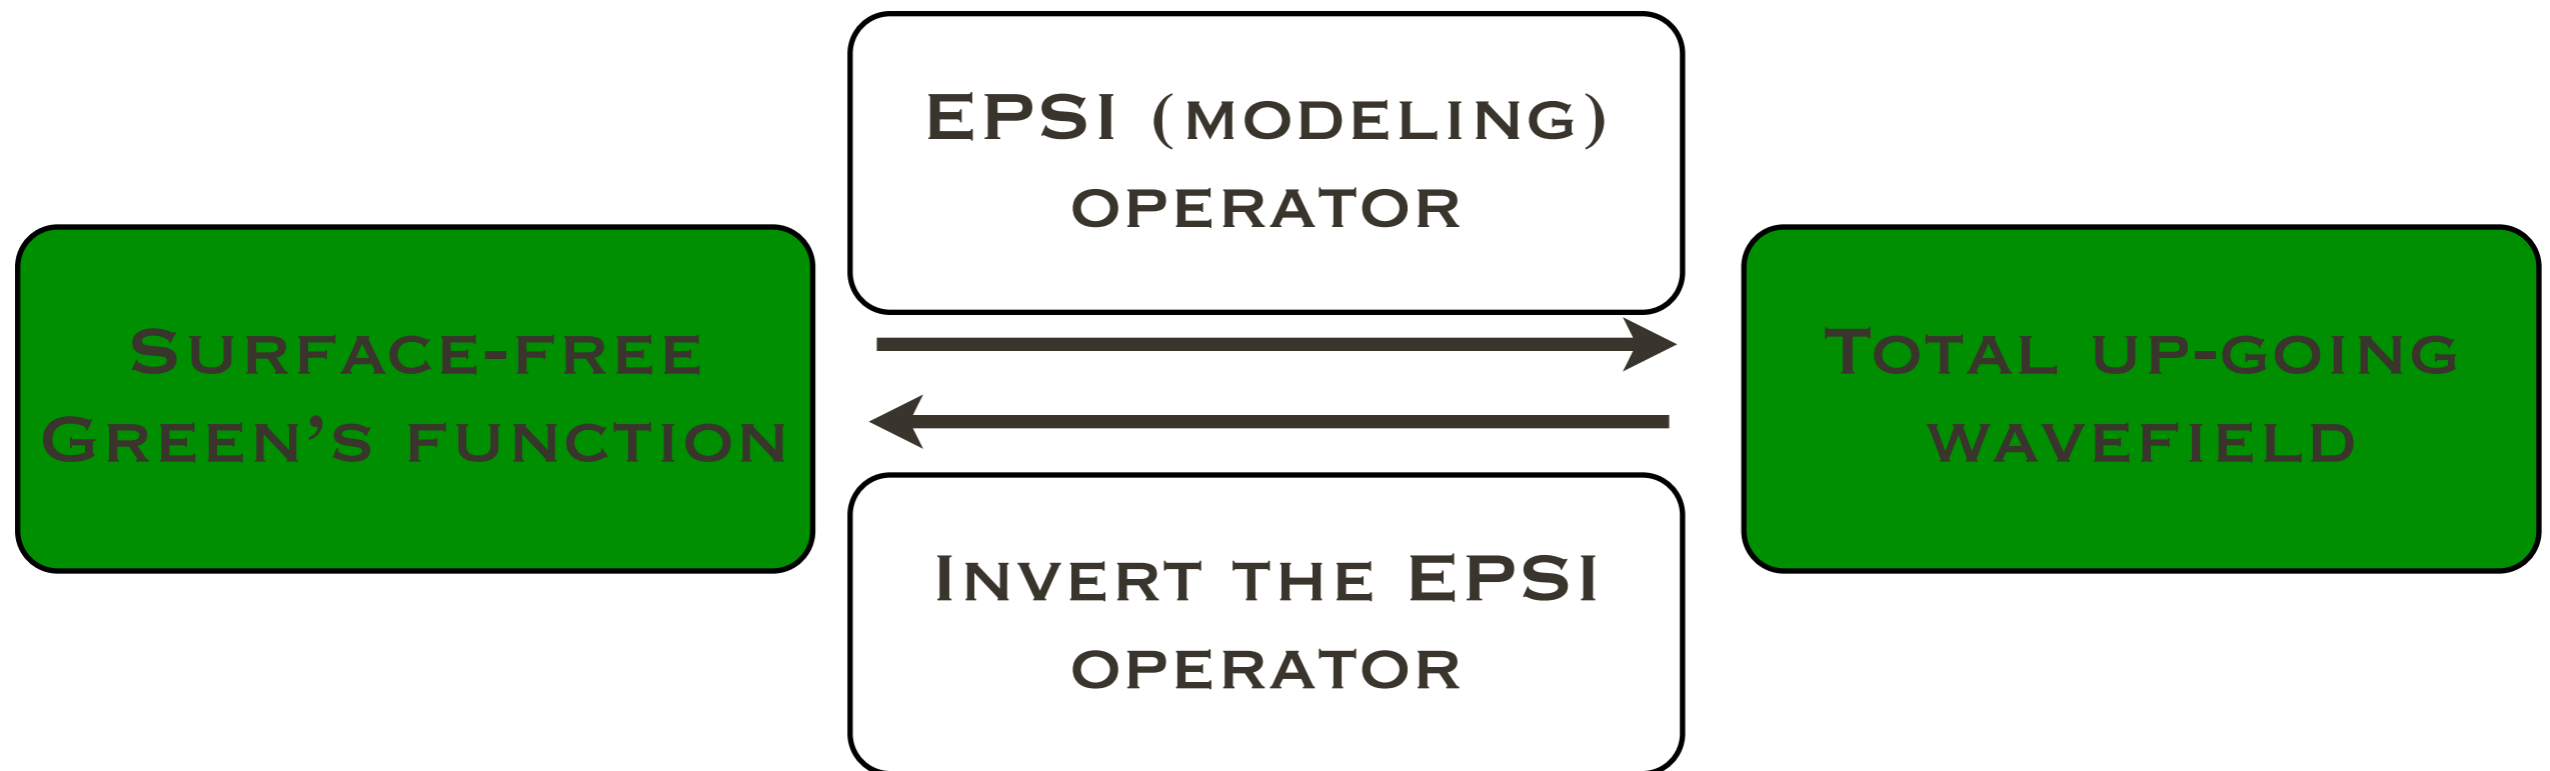 EPSI (modeling)
operator
Surface-free
Green’s function
Total up-going
wavefield
Invert the EPSI
operator